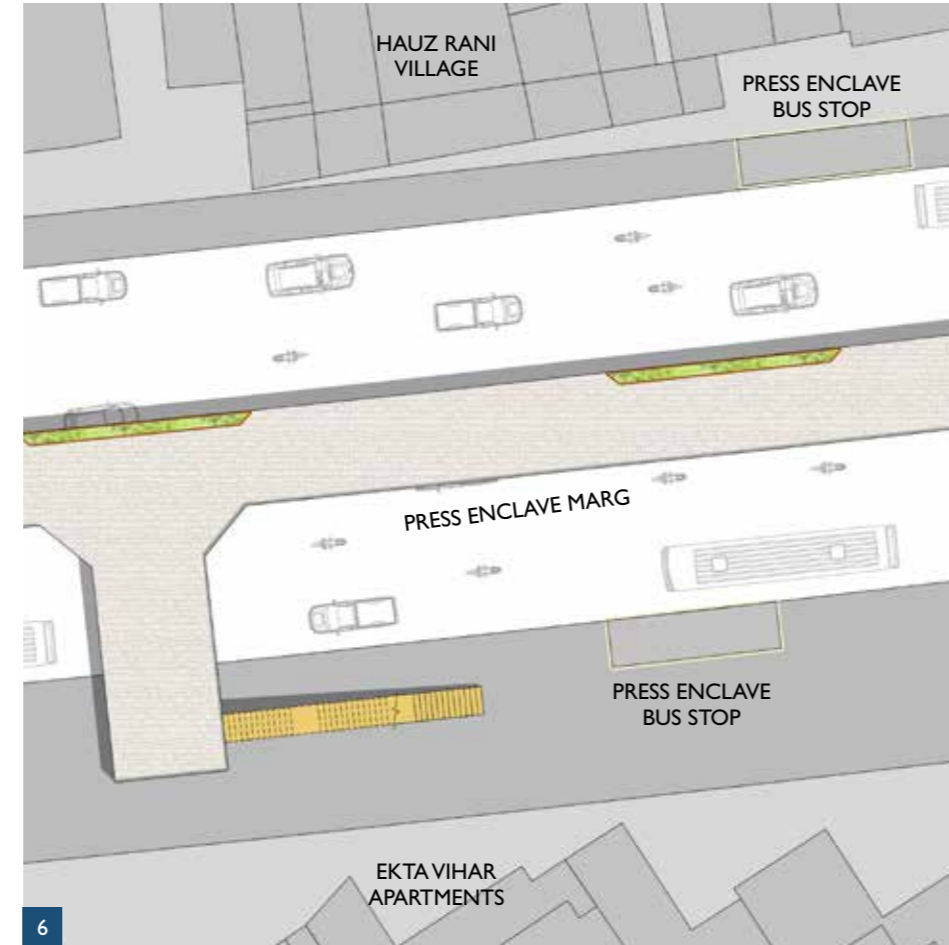 HAUZ RANI
VILLAGE
PRESS ENCLAVE
BUS STOP
PRESS ENCLAVE MARG
PRESS ENCLAVE
BUS STOP
EKTA VIHAR
APARTMENTS
6